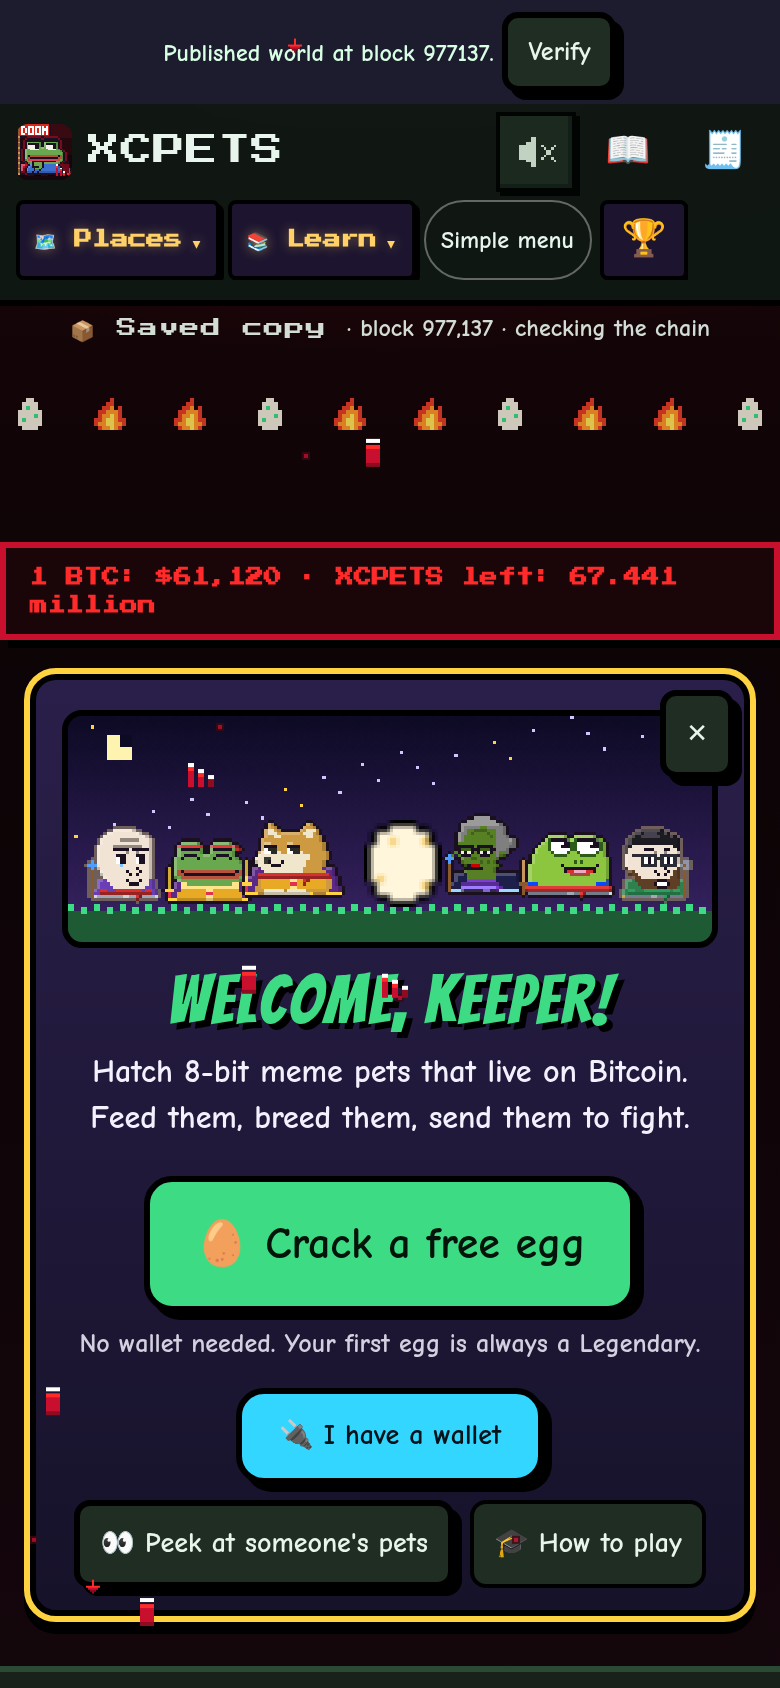 Published world at block 977137.
Verify
DOOM
XCPETS
Places ▾
Learn ▾
Simple menu
Saved copy · block 977,137 · checking the chain
1 BTC: $61,120 · XCPETS left: 67.441
million
×
WELCOME, KEEPER!
Hatch 8-bit meme pets that live on Bitcoin.
Feed them, breed them, send them to fight.
Crack a free egg
No wallet needed. Your first egg is always a Legendary.
I have a wallet
Peek at someone's pets
How to play